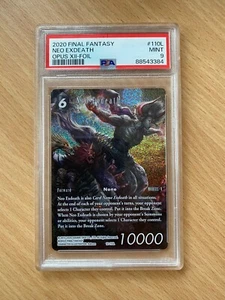 2020 FINAL FANTASY #110L
NEO EXDEATH MINT
OPUS XII-FOIL 9
PSA 88543384
6
Forward None
Neo Exdeath is also Card Name Exdeath in all situations.
At the end of each of your opponent's turns, your opponent
selects 1 Character they control. Put it into the Break Zone.
When Neo Exdeath is chosen by your opponent's Summons
or abilities, your opponent selects 1 Character they
control. Put it into the Break Zone.
10000